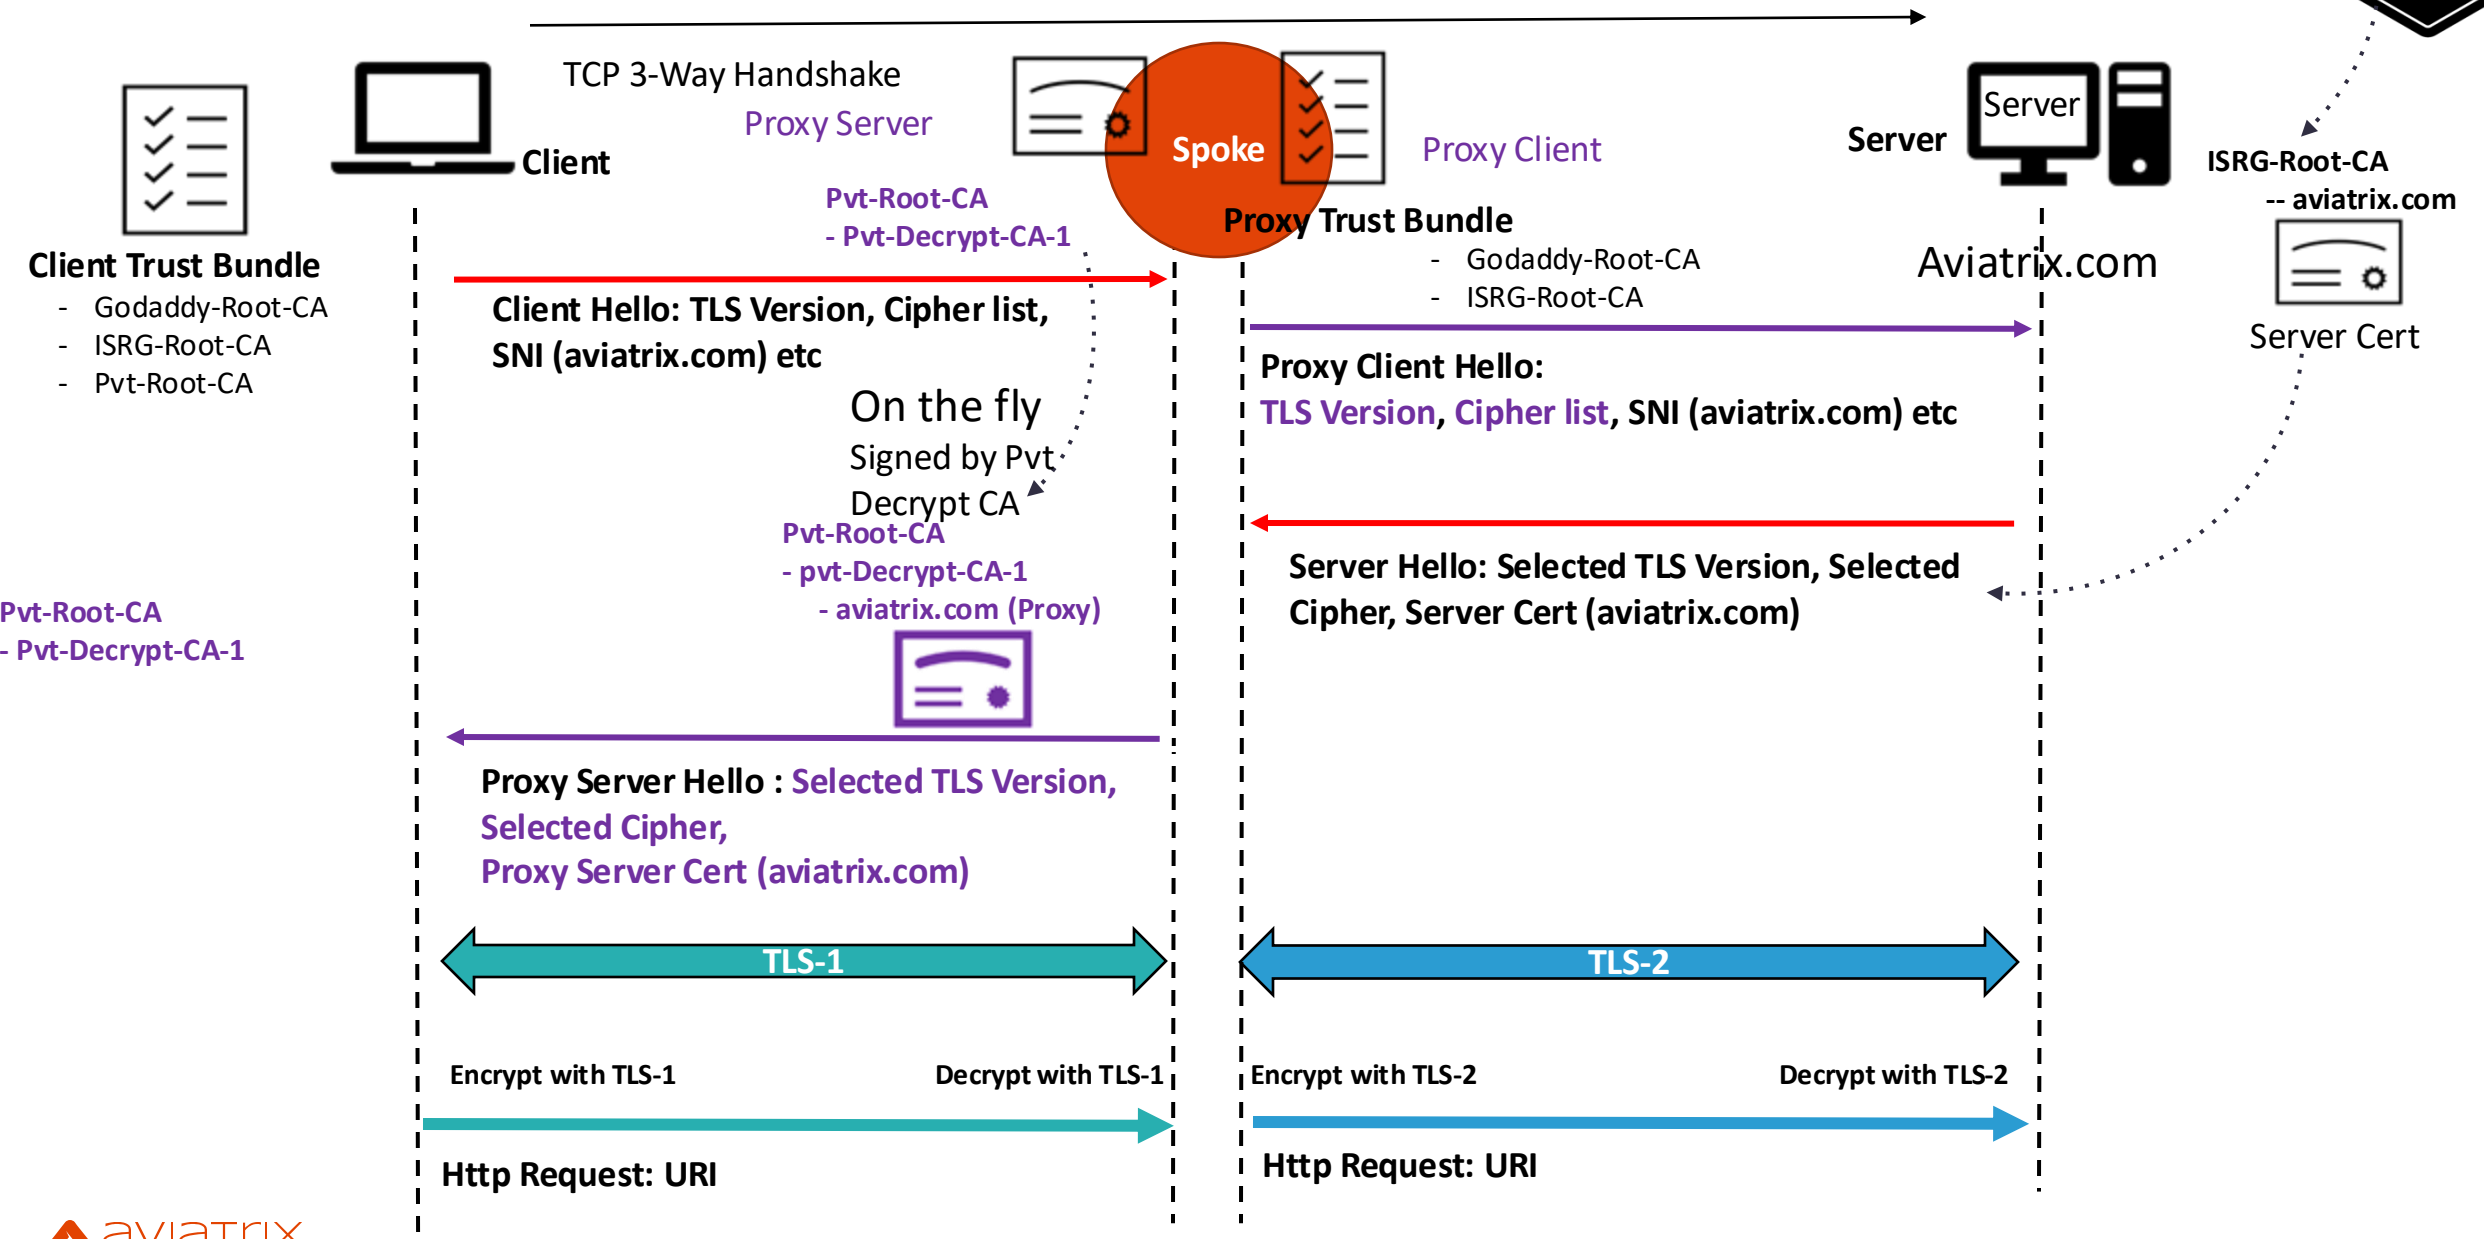 TCP 3-Way Handshake
Proxy Server
Client
Spoke
Proxy Client
Server
Server
ISRG-Root-CA
-- aviatrix.com
Server Cert
Aviatrix.com
Pvt-Root-CA
- Pvt-Decrypt-CA-1
Proxy Trust Bundle
- Godaddy-Root-CA
- ISRG-Root-CA
Client Trust Bundle
- Godaddy-Root-CA
- ISRG-Root-CA
- Pvt-Root-CA
Client Hello: TLS Version, Cipher list,
SNI (aviatrix.com) etc
Proxy Client Hello:
TLS Version, Cipher list, SNI (aviatrix.com) etc
On the fly
Signed by Pvt
Decrypt CA
Pvt-Root-CA
- pvt-Decrypt-CA-1
- aviatrix.com (Proxy)
Server Hello: Selected TLS Version, Selected
Cipher, Server Cert (aviatrix.com)
Pvt-Root-CA
- Pvt-Decrypt-CA-1
Proxy Server Hello : Selected TLS Version,
Selected Cipher,
Proxy Server Cert (aviatrix.com)
TLS-1
TLS-2
Encrypt with TLS-1
Decrypt with TLS-1
Encrypt with TLS-2
Decrypt with TLS-2
Http Request: URI
Http Request: URI
aviatrix